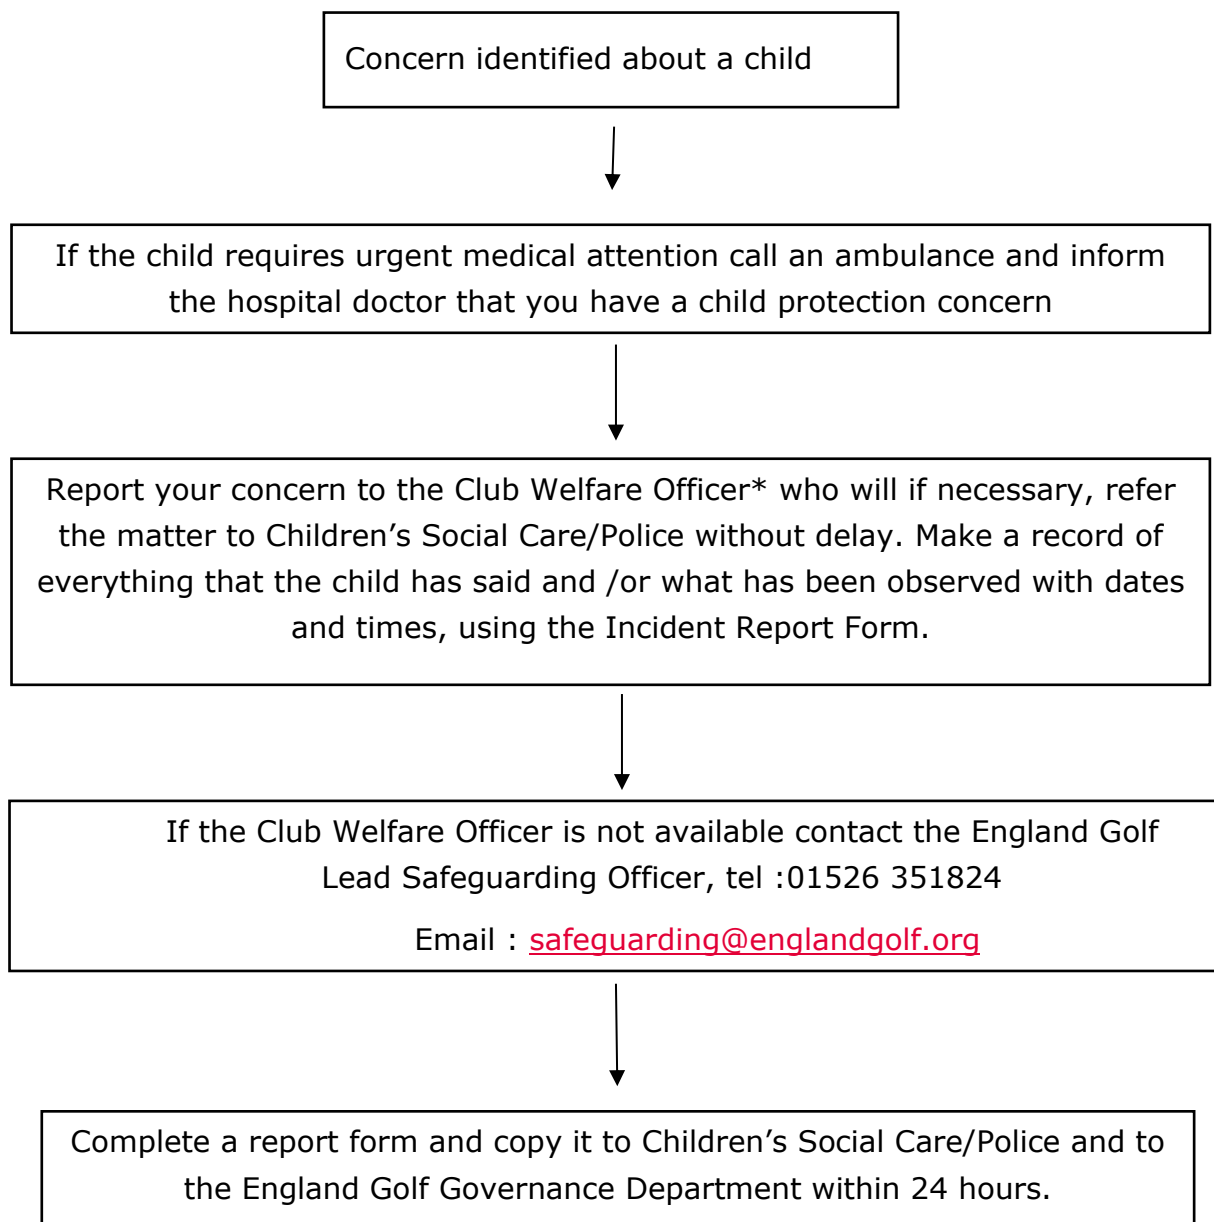 Concern identified about a child
If the child requires urgent medical attention call an ambulance and inform
the hospital doctor that you have a child protection concern
Report your concern to the Club Welfare Officer* who will if necessary, refer
the matter to Children’s Social Care/Police without delay. Make a record of
everything that the child has said and /or what has been observed with dates
and times, using the Incident Report Form.
If the Club Welfare Officer is not available contact the England Golf
Lead Safeguarding Officer, tel :01526 351824
Email : safeguarding@englandgolf.org
Complete a report form and copy it to Children’s Social Care/Police and to
the England Golf Governance Department within 24 hours.